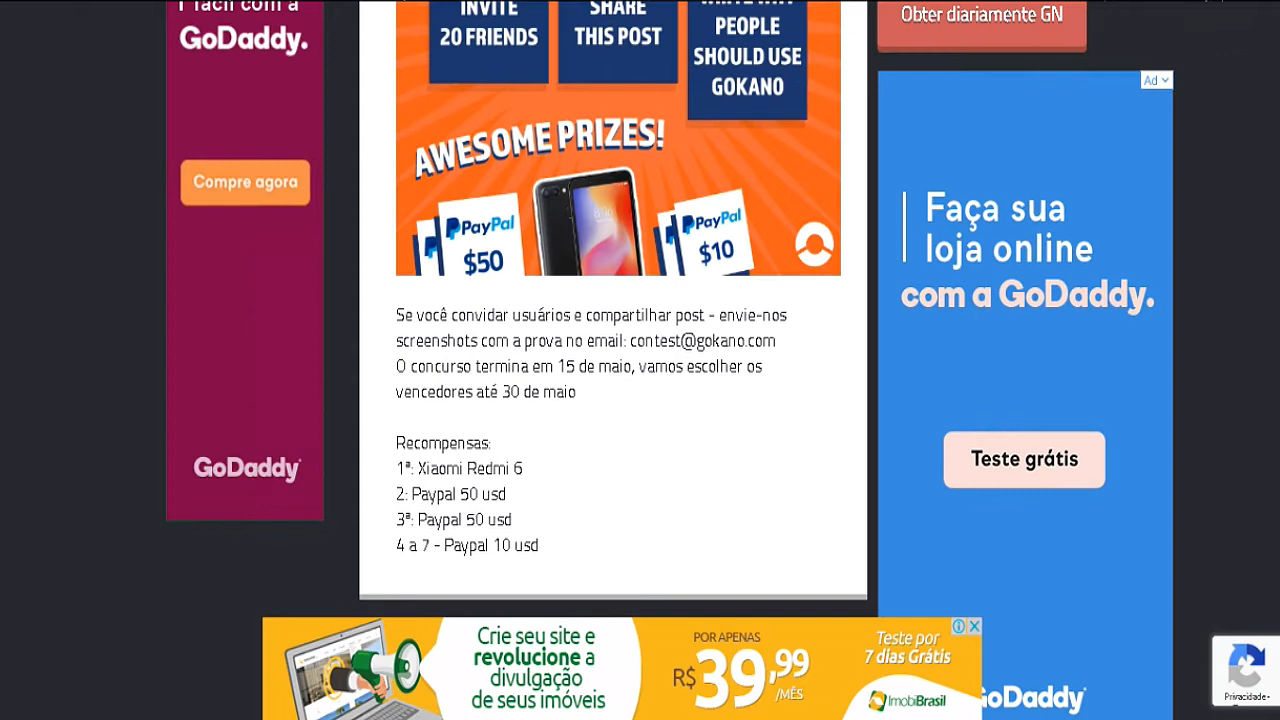 fácil com a
GoDaddy.
Compre agora
GoDaddy
INVITE
20 FRIENDS
SHARE
THIS POST
PEOPLE
SHOULD USE
GOKANO
AWESOME PRIZES!
PayPal
$50
PayPal
$10
Se você convidar usuários e compartilhar post - envie-nos
screenshots com a prova no email: contest@gokano.com
O concurso termina em 15 de maio, vamos escolher os
vencedores até 30 de maio
Recompensas:
1ª: Xiaomi Redmi 6
2: Paypal 50 usd
3ª: Paypal 50 usd
4 a 7 - Paypal 10 usd
Obter diariamente GN
Ad
Faça sua
loja online
com a GoDaddy.
Teste grátis
GoDaddy
Crie seu site e
revolucione a
divulgação
de seus imóveis
POR APENAS
R$ 39,99
/MÊS
Teste por
7 dias Grátis
ImobiBrasil
Privacidade -